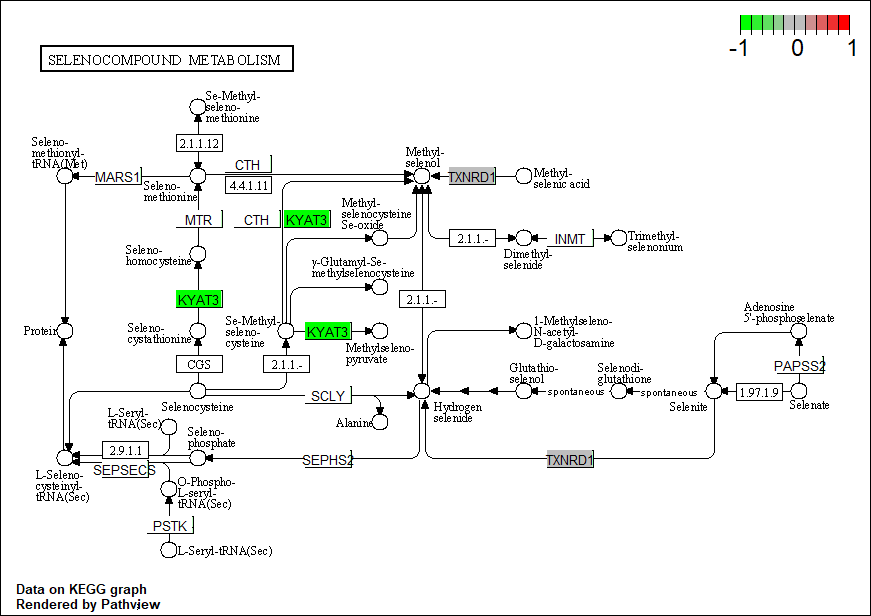 -1 0 1
SELENOCOMPOUND METABOLISM
Se-Methyl-
seleno-
methionine
2.1.1.12
Seleno-
methionyl-
tRNA(Met)
MARS1
Seleno-
methionine
CTH
4.4.1.11
Methyl-
selenol
TXNRD1
Methyl-
selenic acid
MTR
CTH
KYAT3
Methyl-
selenocysteine
Se-oxide
2.1.1.-
Dimethyl-
selenide
INMT
Trimethyl-
selenonium
Seleno-
homocysteine
γ-Glutamyl-Se-
methylselenocysteine
KYAT3
2.1.1.-
Protein
Seleno-
cystathionine
Se-Methyl-
seleno-
cysteine
KYAT3
Methylseleno-
pyruvate
1-Methylseleno-
N-acetyl-
D-galactosamine
Adenosine
5'-phosphoselenate
CGS
2.1.1.-
Glutathio-
selenol
spontaneous
Selenodi-
glutathione
spontaneous
PAPSS2
1.97.1.9
Selenite
Selenate
Selenocysteine
SCLY
Alanine
Hydrogen
selenide
L-Seryl-
tRNA(Sec)
2.9.1.1
SEPSECS
Seleno-
phosphate
SEPHS2
TXNRD1
L-Seleno-
cysteinyl-
tRNA(Sec)
O-Phospho-
L-seryl-
tRNA(Sec)
PSTK
L-Seryl-tRNA(Sec)
Data on KEGG graph
Rendered by Pathview